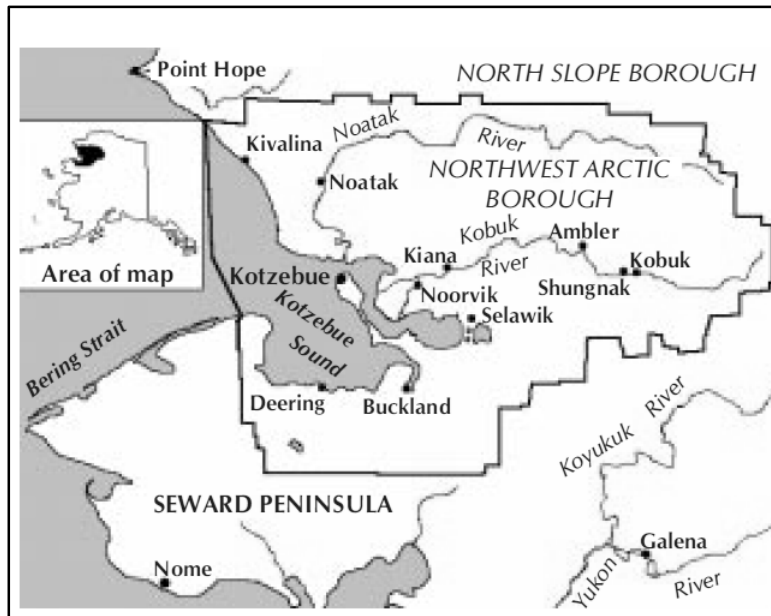 Point Hope
NORTH SLOPE BOROUGH
Noatak
River
Kivalina
NORTHWEST ARCTIC
BOROUGH
Noatak
Ambler
Kobuk
River
Kiana
Kobuk
Area of map
Kotzebue
Noorvik
Shungnak
Selawik
Kotzebue
Sound
Bering Strait
Deering
Buckland
Koyukuk
River
SEWARD PENINSULA
Galena
Nome
Yukon
River